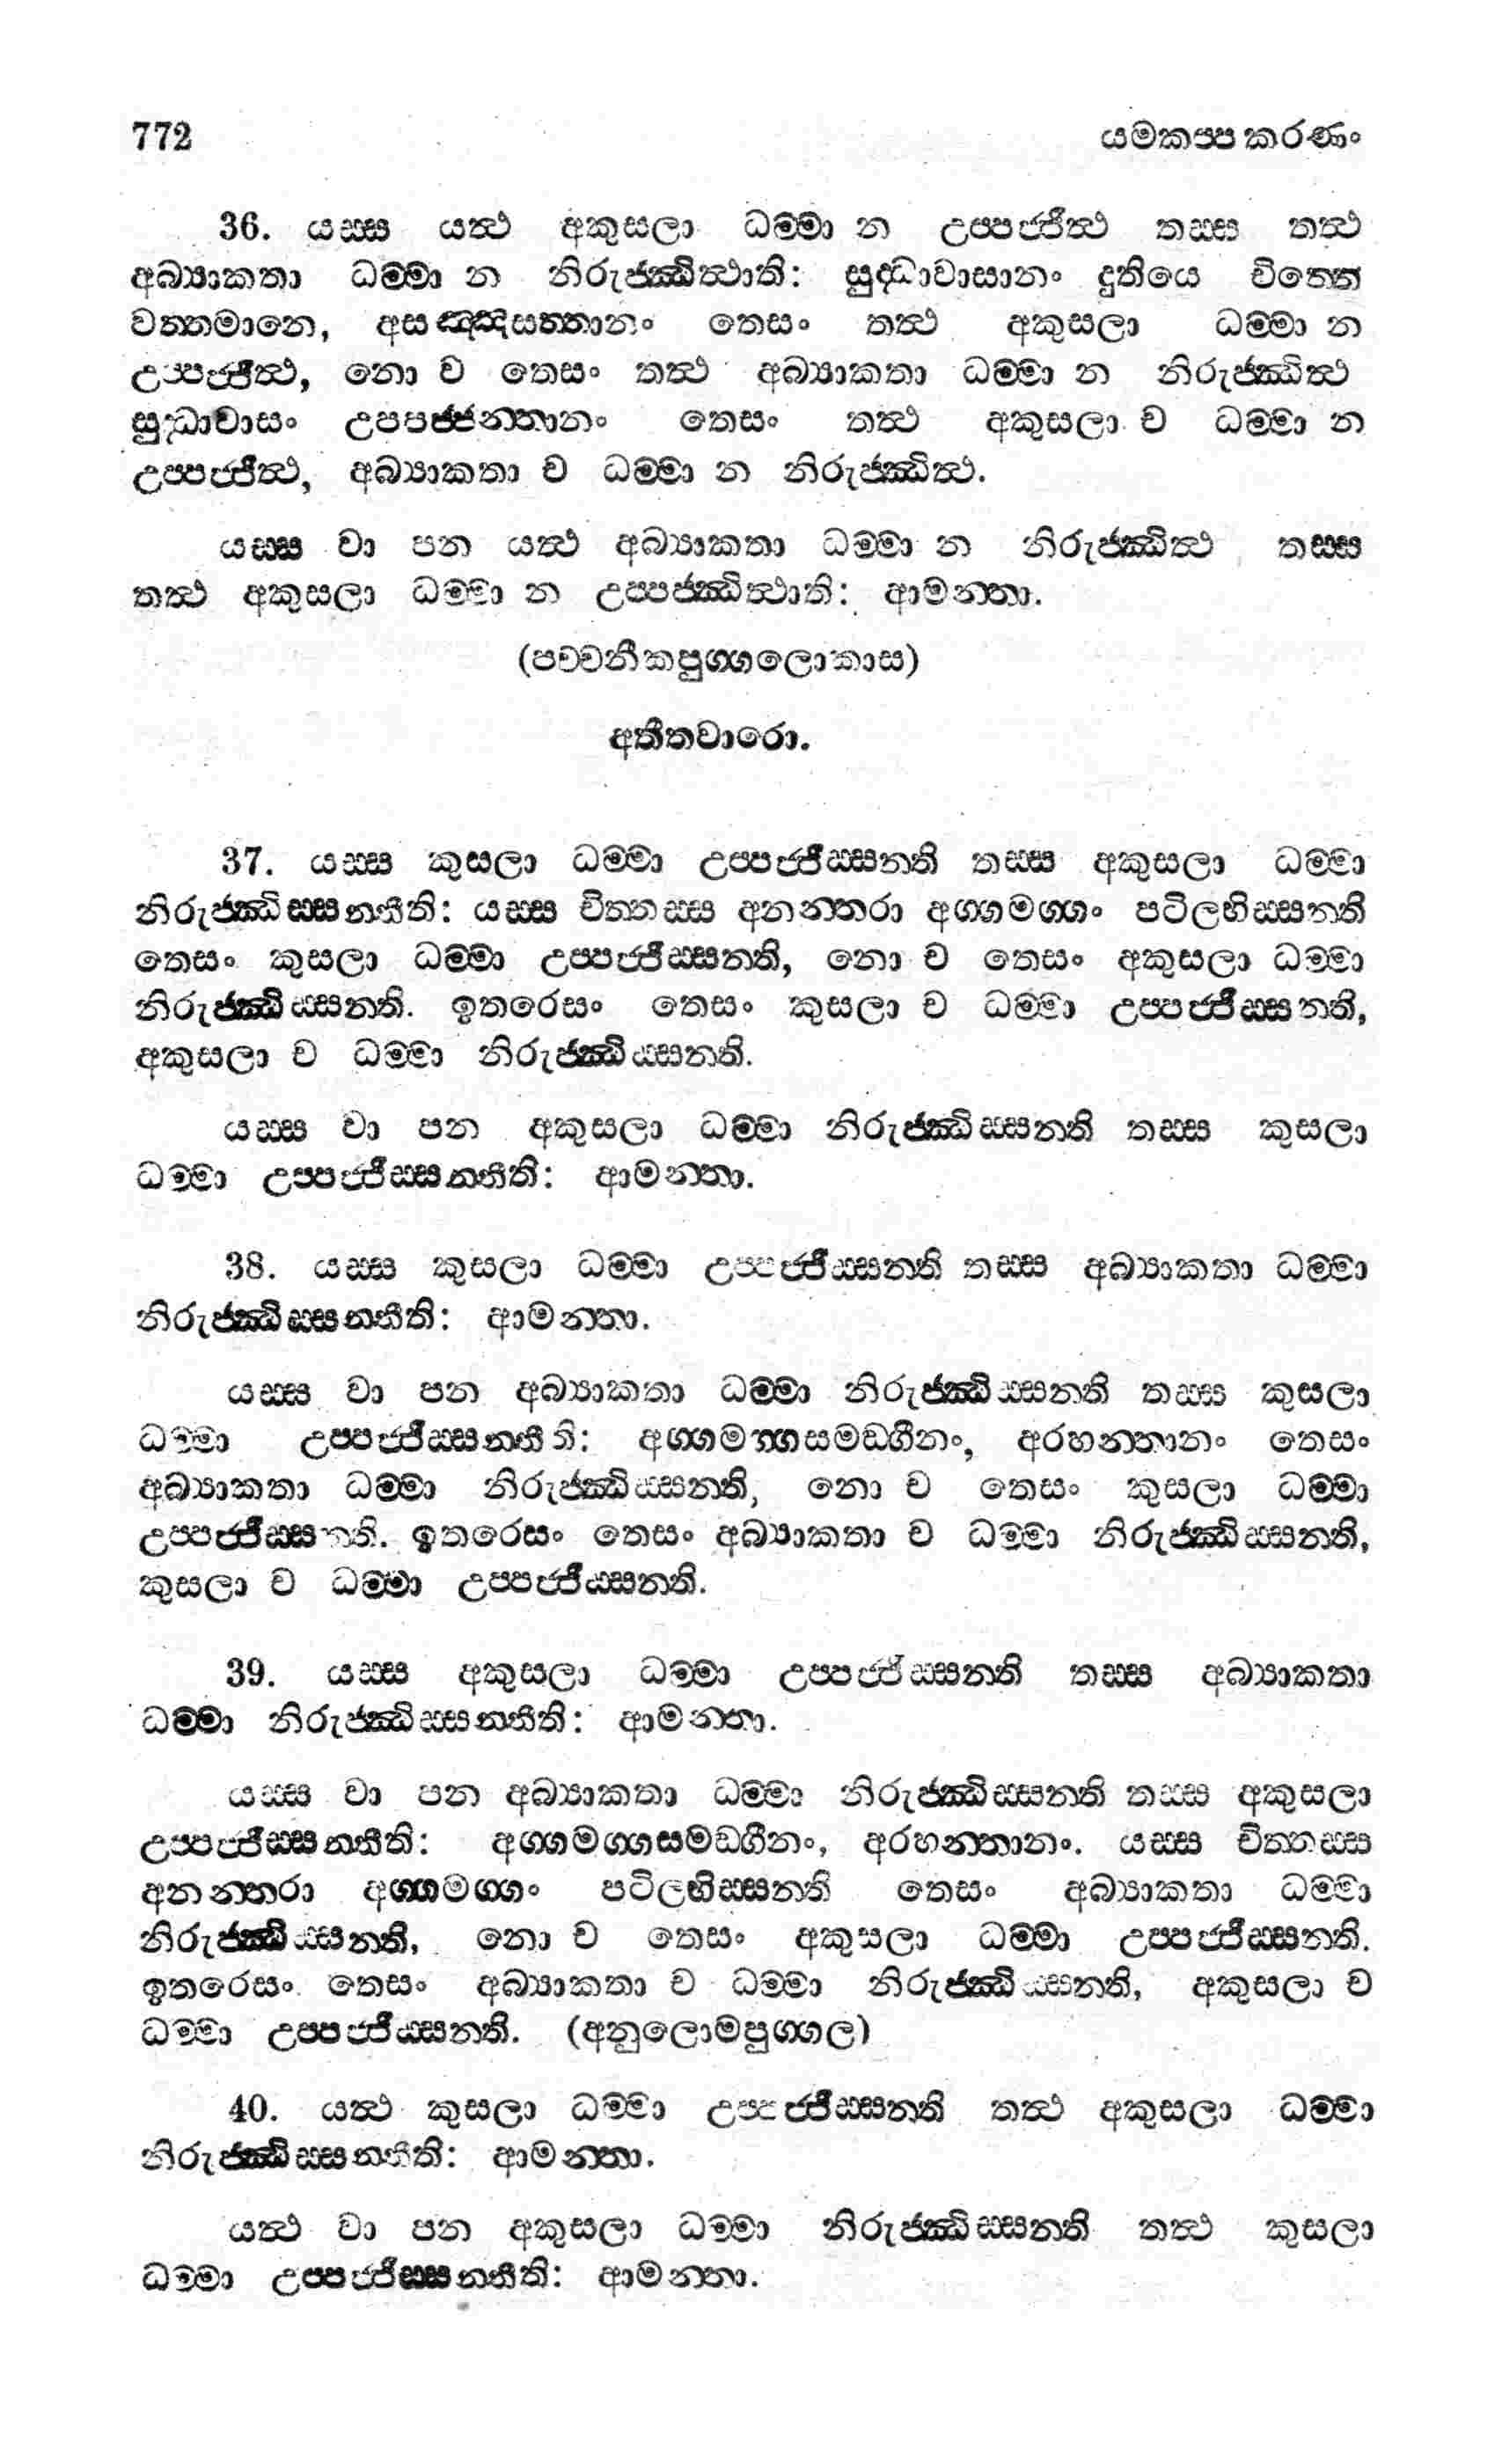 772 යමකප්පකරණං
36. යස්ස යත්ථ අකුසලා ධම්මා න උප්පජ්ජිත්ථ තස්ස තත්ථ
අබ්‍යාකතා ධම්මා න නිරුජ්ඣිත්ථාති: සුද්ධාවාසානං දුතියෙ චිත්තෙ
වත්තමානෙ, අසඤ්ඤසත්තානං තෙසං තත්ථ අකුසලා ධම්මා න
උප්පජ්ජිත්ථ, නො ච තෙසං තත්ථ අබ්‍යාකතා ධම්මා න නිරුජ්ඣිත්ථ
සුද්ධාවාසං උපපජ්ජන්තානං තෙසං තත්ථ අකුසලා ච ධම්මා න
උප්පජ්ජිත්ථ, අබ්‍යාකතා ච ධම්මා න නිරුජ්ඣිත්ථ.
යස්ස වා පන යත්ථ අබ්‍යාකතා ධම්මා න නිරුජ්ඣිත්ථ තස්ස
තත්ථ අකුසලා ධම්මා න උප්පජ්ඣිත්ථාති: ආමන්තා.
(පච්චනීකපුග්ගලොකාස)
අතීතවාරො.
37. යස්ස කුසලා ධම්මා උප්පජ්ජිස්සන්ති තස්ස අකුසලා ධම්මා
නිරුජ්ඣිස්සන්තීති: යස්ස චිත්තස්ස අනන්තරා අග්ගමග්ගං පටිලභිස්සන්ති
තෙසං කුසලා ධම්මා උප්පජ්ජිස්සන්ති, නො ච තෙසං අකුසලා ධම්මා
නිරුජ්ඣිස්සන්ති. ඉතරෙසං තෙසං කුසලා ච ධම්මා උප්පජ්ජිස්සන්ති,
අකුසලා ච ධම්මා නිරුජ්ඣිස්සන්ති.
යස්ස වා පන අකුසලා ධම්මා නිරුජ්ඣිස්සන්ති තස්ස කුසලා
ධම්මා උප්පජ්ජිස්සන්තීති: ආමන්තා.
38. යස්ස කුසලා ධම්මා උප්පජ්ජිස්සන්ති තස්ස අබ්‍යාකතා ධම්මා
නිරුජ්ඣිස්සන්තීති: ආමන්තා.
යස්ස වා පන අබ්‍යාකතා ධම්මා නිරුජ්ඣිස්සන්ති තස්ස කුසලා
ධම්මා උප්පජ්ජිස්සන්තීති: අග්ගමග්ගසමඞ්ගීනං, අරහන්තානං තෙසං
අබ්‍යාකතා ධම්මා නිරුජ්ඣිස්සන්ති, නො ච තෙසං කුසලා ධම්මා
උප්පජ්ජිස්සන්ති. ඉතරෙසං තෙසං අබ්‍යාකතා ච ධම්මා නිරුජ්ඣිස්සන්ති,
කුසලා ච ධම්මා උප්පජ්ජිස්සන්ති.
39. යස්ස අකුසලා ධම්මා උප්පජ්ජිස්සන්ති තස්ස අබ්‍යාකතා
ධම්මා නිරුජ්ඣිස්සන්තීති: ආමන්තා.
යස්ස වා පන අබ්‍යාකතා ධම්මා නිරුජ්ඣිස්සන්ති තස්ස අකුසලා
උප්පජ්ජිස්සන්තීති: අග්ගමග්ගසමඞ්ගීනං, අරහන්තානං. යස්ස චිත්තස්ස
අනන්තරා අග්ගමග්ගං පටිලභිස්සන්ති තෙසං අබ්‍යාකතා ධම්මා
නිරුජ්ඣිස්සන්ති, නො ච තෙසං අකුසලා ධම්මා උප්පජ්ජිස්සන්ති.
ඉතරෙසං තෙසං අබ්‍යාකතා ච ධම්මා නිරුජ්ඣිස්සන්ති, අකුසලා ච
ධම්මා උප්පජ්ජිස්සන්ති. (අනුලොමපුග්ගල)
40. යත්ථ කුසලා ධම්මා උප්පජ්ජිස්සන්ති තත්ථ අකුසලා ධම්මා
නිරුජ්ඣිස්සන්තීති: ආමන්තා.
යත්ථ වා පන අකුසලා ධම්මා නිරුජ්ඣිස්සන්ති තත්ථ කුසලා
ධම්මා උප්පජ්ජිස්සන්තීති: ආමන්තා.